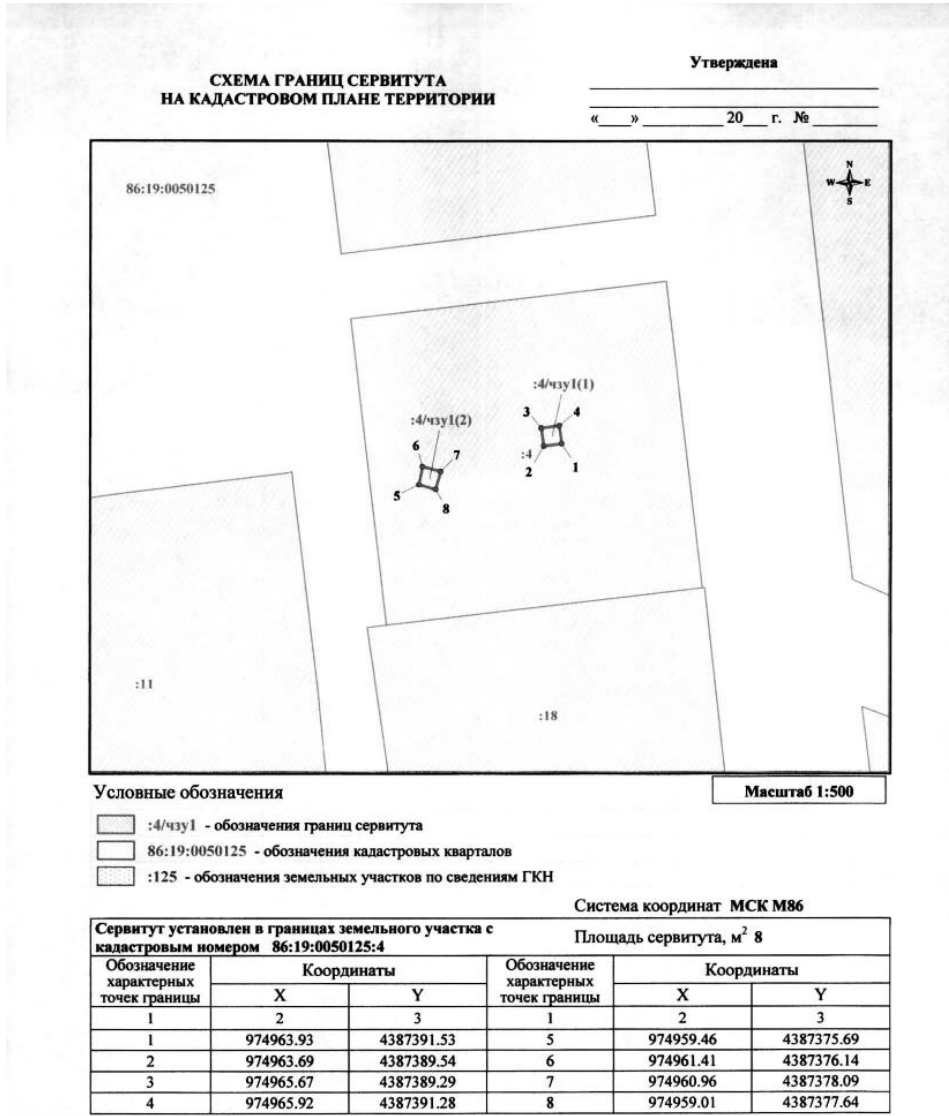 Утверждена
СХЕМА ГРАНИЦ СЕРВИТУТА
НА КАДАСТРОВОМ ПЛАНЕ ТЕРРИТОРИИ
«___» __________ 20__ г. № ________
86:19:0050125
N
W E
S
:4/чзу1(1)
3 4
:4/чзу1(2)
:4
6 7
2 1
5
8
:11
:18
Условные обозначения
Масштаб 1:500
:4/чзу1 - обозначения границ сервитута
86:19:0050125 - обозначения кадастровых кварталов
:125 - обозначения земельных участков по сведениям ГКН
Система координат МСК М86
Сервитут установлен в границах земельного участка с
кадастровым номером 86:19:0050125:4
Площадь сервитута, м² 8
Обозначение характерных точек границы Координаты Обозначение характерных точек границы Координаты
X Y X Y
1 2 3 1 2 3
1 974963.93 4387391.53 5 974959.46 4387375.69
2 974963.69 4387389.54 6 974961.41 4387376.14
3 974965.67 4387389.29 7 974960.96 4387378.09
4 974965.92 4387391.28 8 974959.01 4387377.64